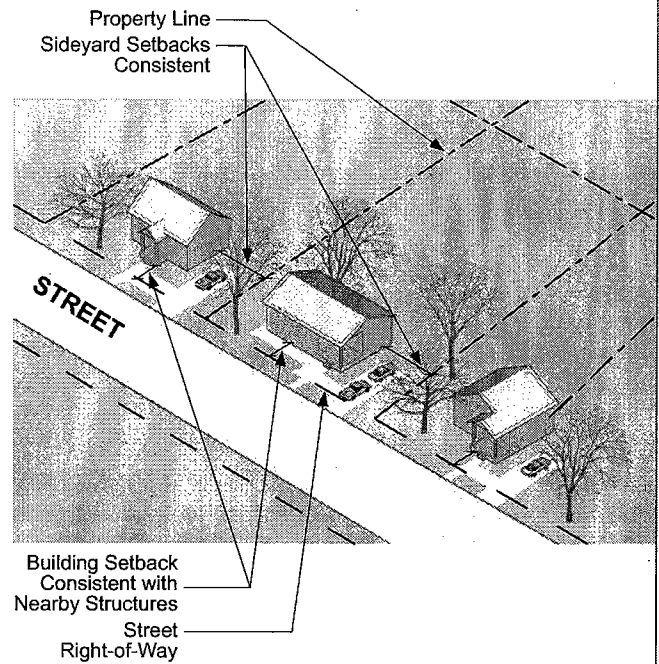 Property Line
Sideyard Setbacks
Consistent
STREET
Building Setback
Consistent with
Nearby Structures
Street
Right-of-Way